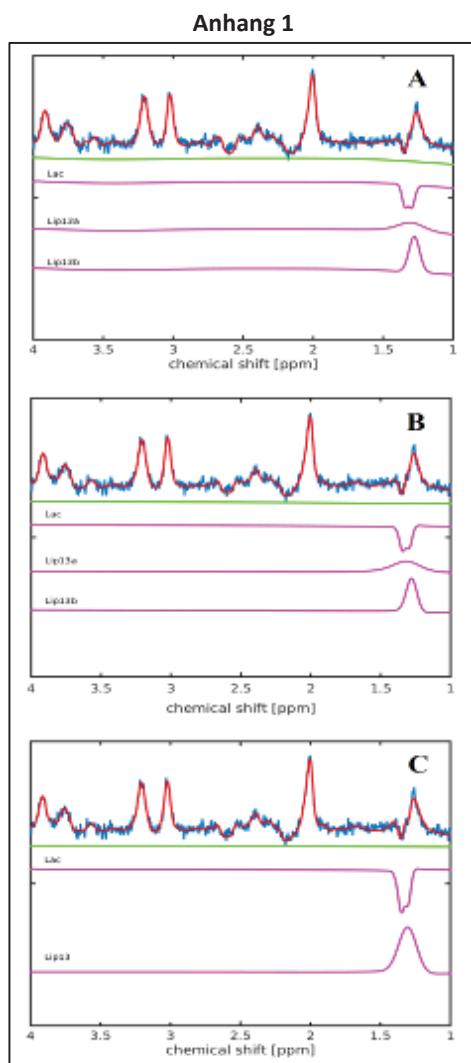 Anhang 1
A
Lac
Lip13a
Lip13b
4 3.5 3 2.5 2 1.5 1
chemical shift [ppm]
B
Lac
Lip13a
Lip13b
4 3.5 3 2.5 2 1.5 1
chemical shift [ppm]
C
Lac
Lip13
4 3.5 3 2.5 2 1.5 1
chemical shift [ppm]